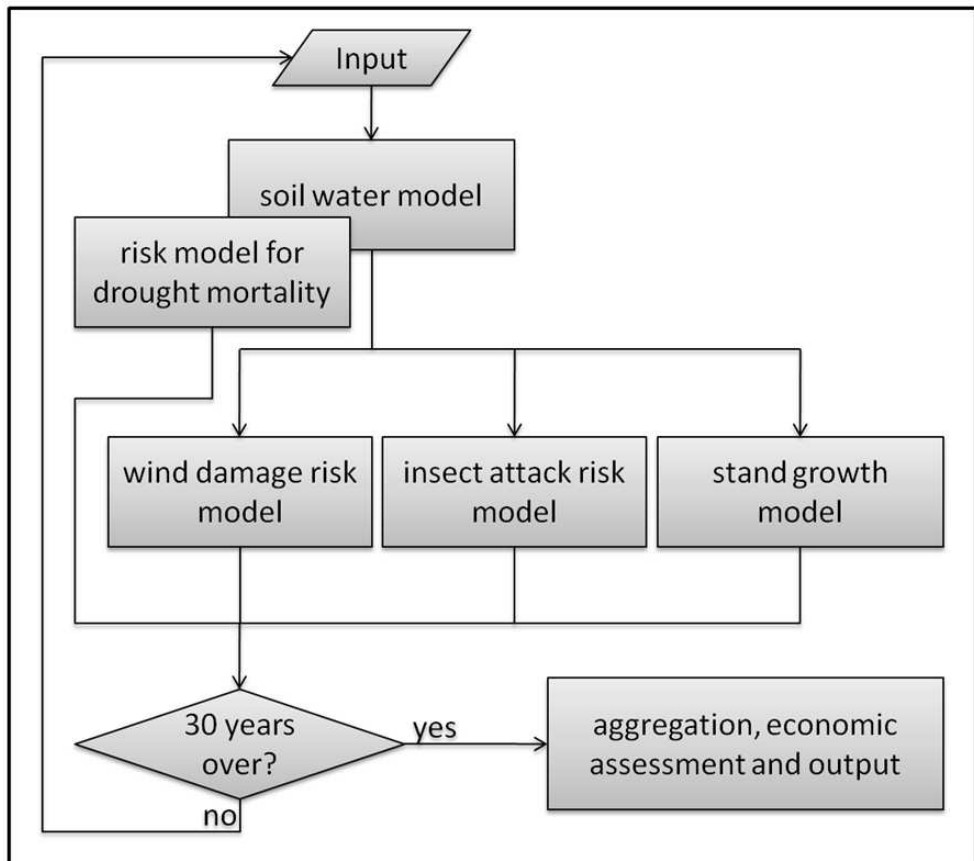 Input
soil water model
risk model for
drought mortality
wind damage risk
model
insect attack risk
model
stand growth
model
30 years
over?
yes
aggregation, economic
assessment and output
no